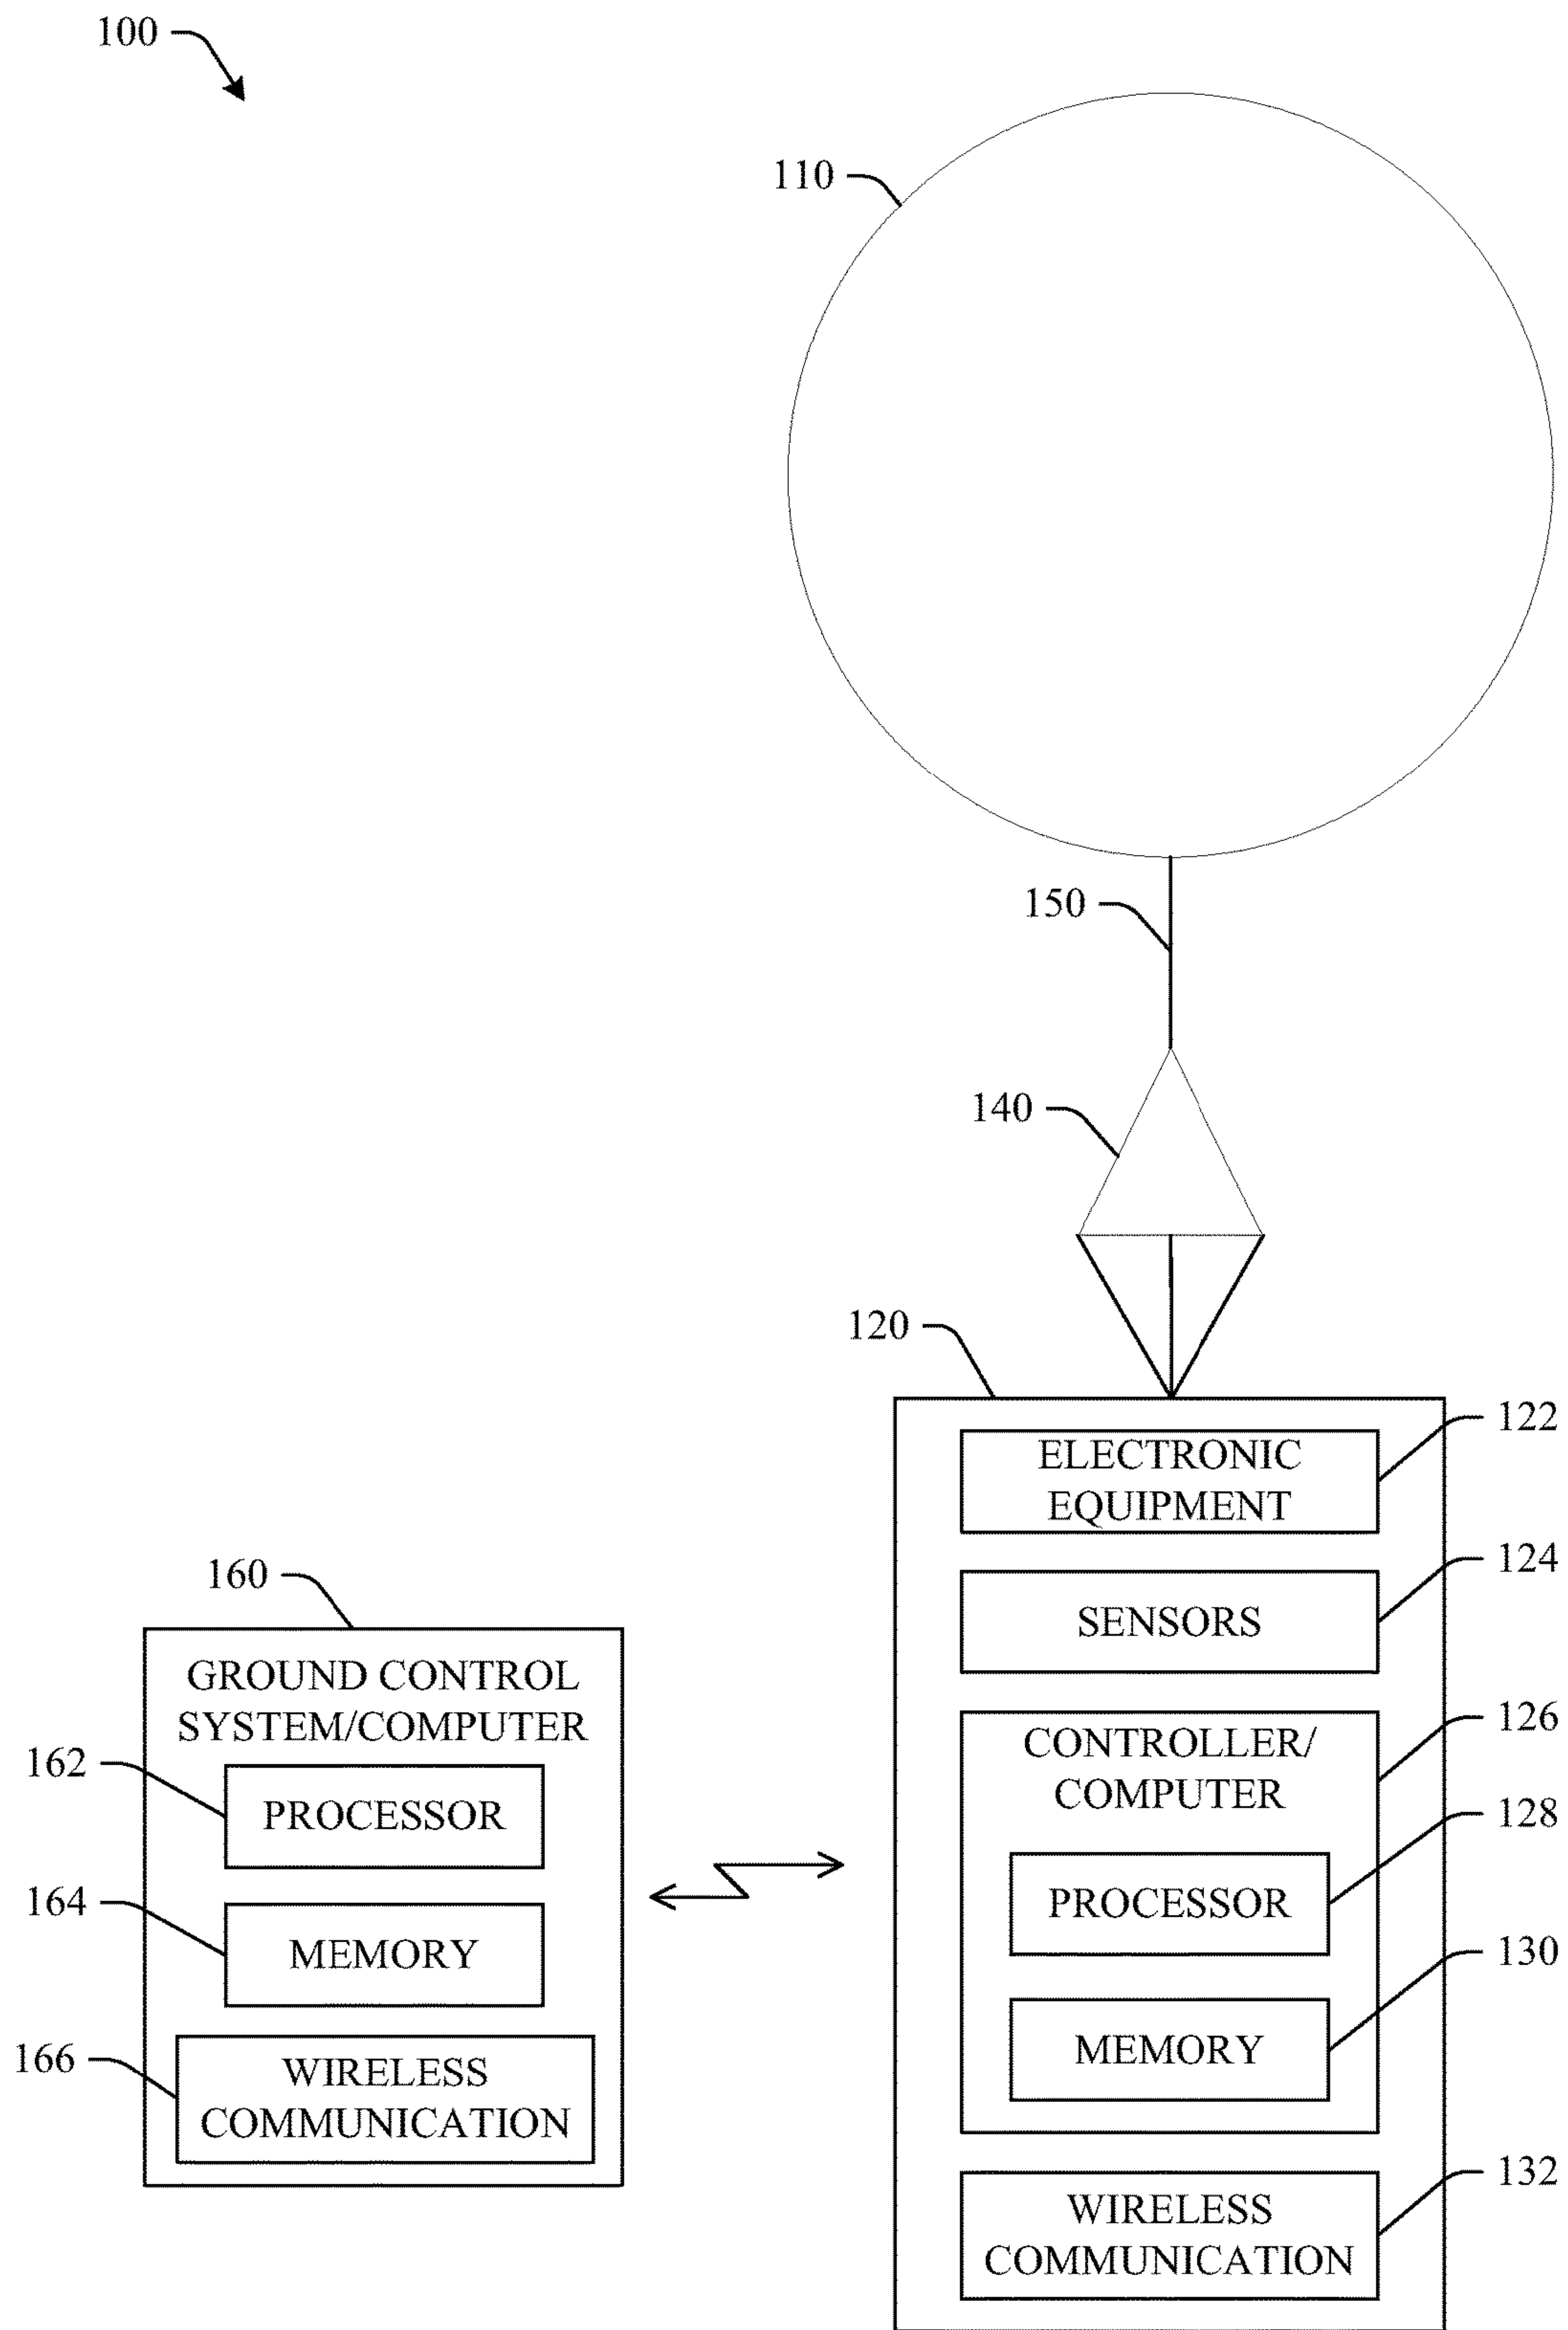 100
110
150
140
120
122
ELECTRONIC
EQUIPMENT
124
SENSORS
160
GROUND CONTROL
SYSTEM/COMPUTER
162
PROCESSOR
164
MEMORY
166
WIRELESS
COMMUNICATION
126
CONTROLLER/
COMPUTER
128
PROCESSOR
130
MEMORY
132
WIRELESS
COMMUNICATION